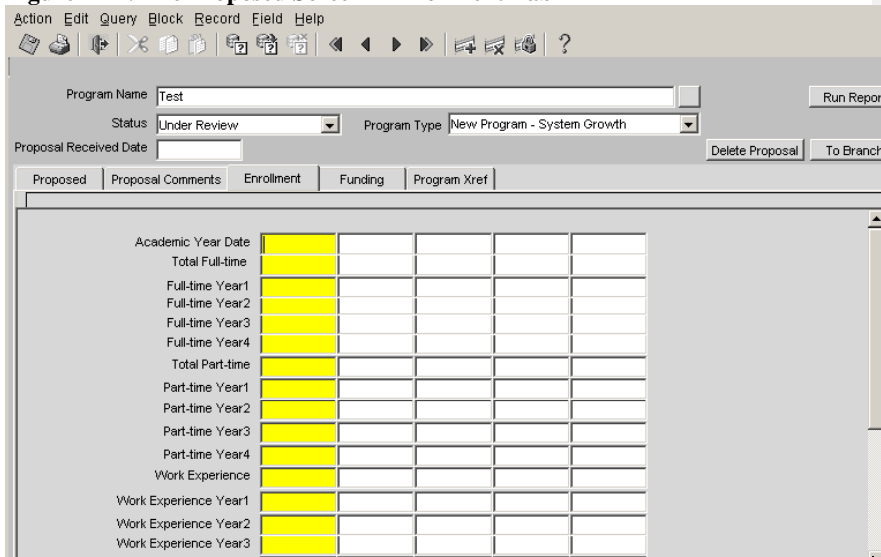 Action Edit Query Block Record Field Help
?
Program Name Test Run Repor
Status Under Review Program Type New Program - System Growth
Proposal Received Date Delete Proposal To Branch
Proposed Proposal Comments Enrollment Funding Program Xref
Academic Year Date
Total Full-time
Full-time Year1
Full-time Year2
Full-time Year3
Full-time Year4
Total Part-time
Part-time Year1
Part-time Year2
Part-time Year3
Part-time Year4
Work Experience
Work Experience Year1
Work Experience Year2
Work Experience Year3